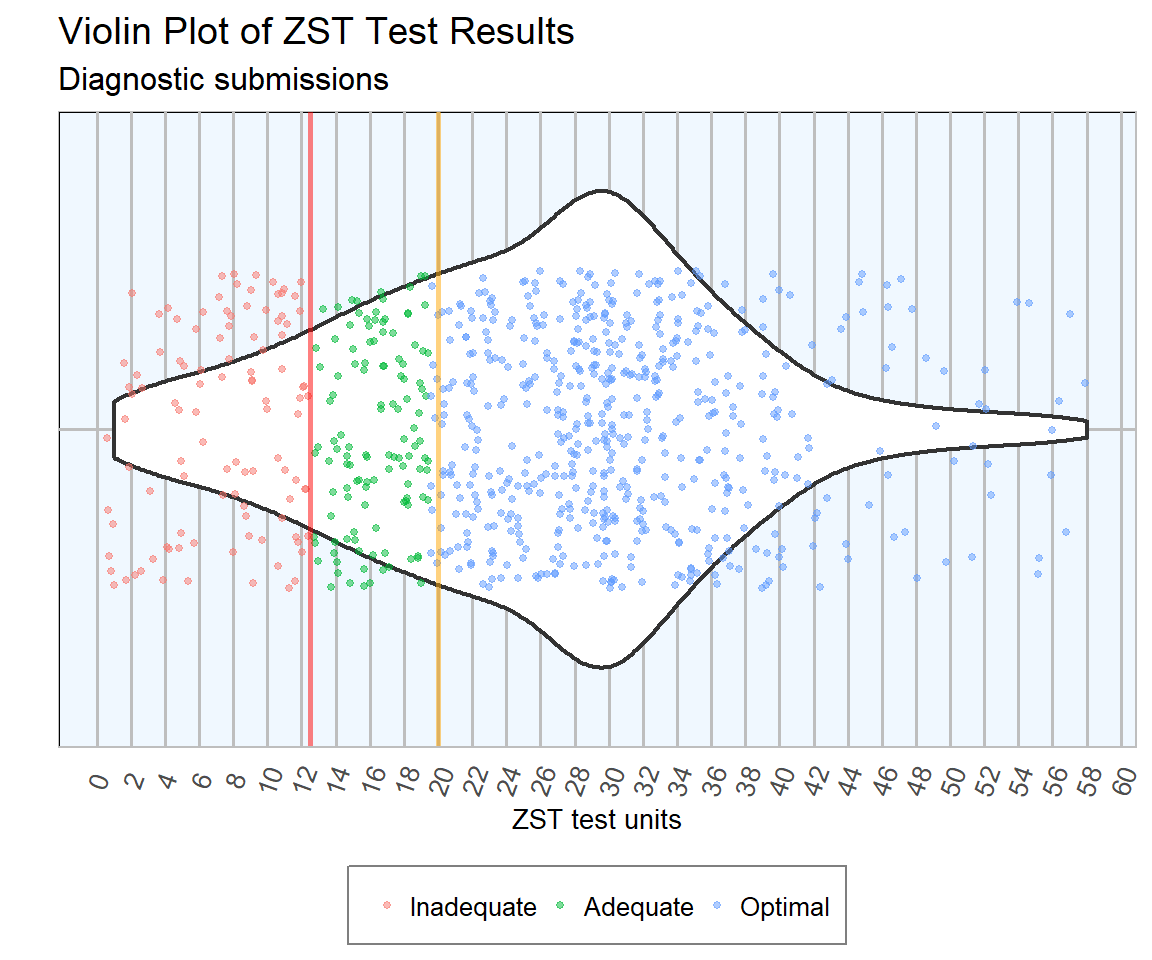 Violin Plot of ZST Test Results
Diagnostic submissions
0 2 4 6 8 10 12 14 16 18 20 22 24 26 28 30 32 34 36 38 40 42 44 46 48 50 52 54 56 58 60
ZST test units
Inadequate Adequate Optimal